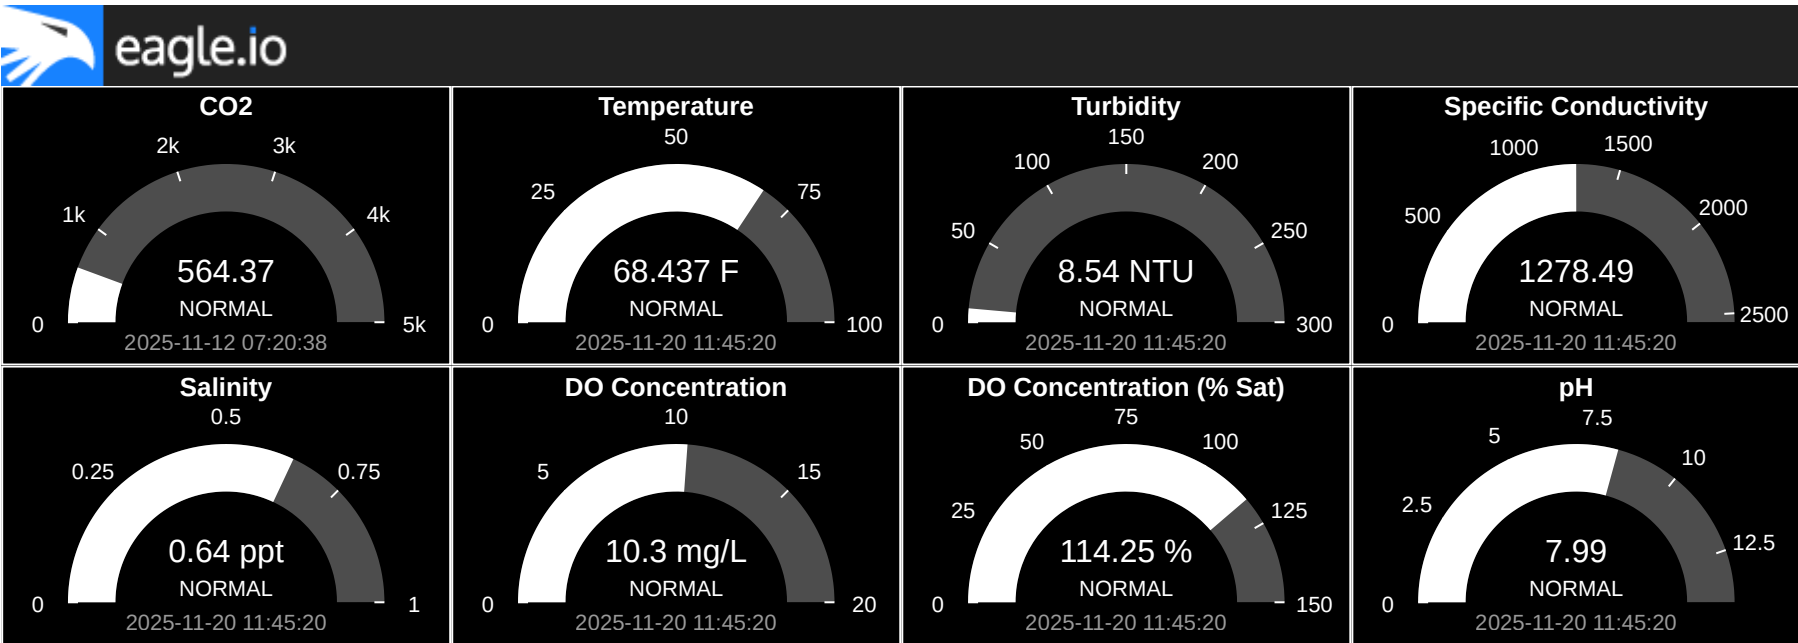 eagle.io
CO2
2k
3k
1k
4k
564.37
NORMAL
0
5k
2025-11-12 07:20:38
Temperature
50
25
75
68.437 F
NORMAL
0
100
2025-11-20 11:45:20
Turbidity
150
100
200
50
250
8.54 NTU
NORMAL
0
300
2025-11-20 11:45:20
Specific Conductivity
1000
1500
500
2000
1278.49
NORMAL
0
2500
2025-11-20 11:45:20
Salinity
0.5
0.25
0.75
0.64 ppt
NORMAL
0
1
2025-11-20 11:45:20
DO Concentration
10
5
15
10.3 mg/L
NORMAL
0
20
2025-11-20 11:45:20
DO Concentration (% Sat)
75
50
100
25
125
114.25 %
NORMAL
0
150
2025-11-20 11:45:20
pH
7.5
5
10
2.5
12.5
7.99
NORMAL
0
2025-11-20 11:45:20